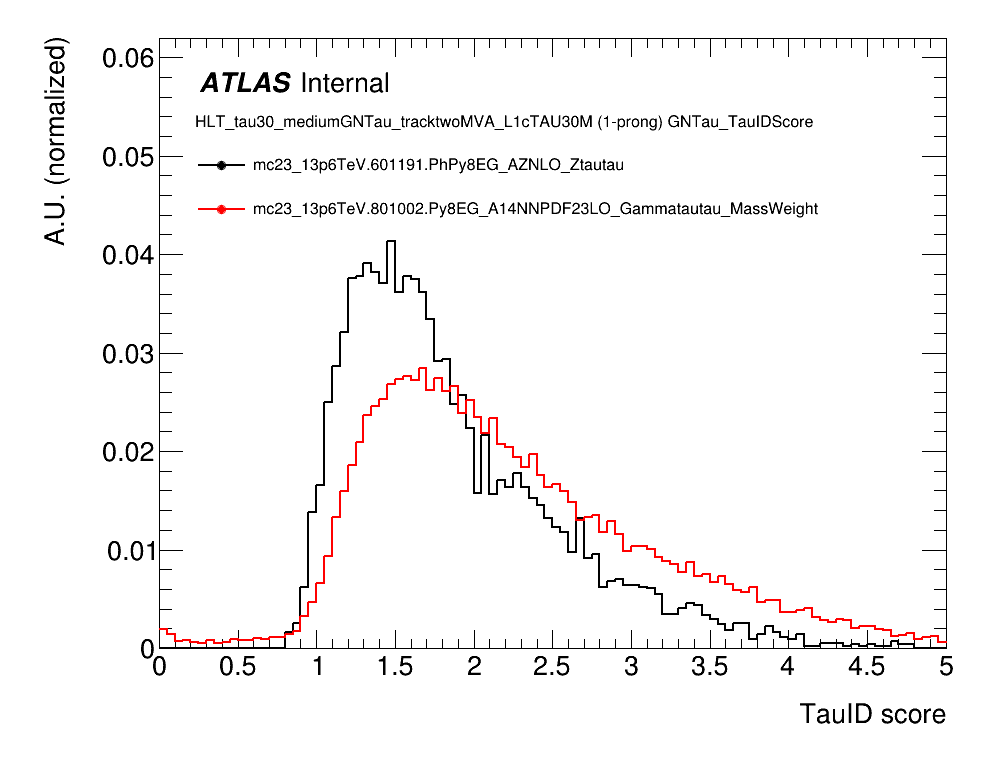 A.U. (normalized)
0.06
0.05
0.04
0.03
0.02
0.01
0
ATLAS Internal
HLT_tau30_mediumGNTau_tracktwoMVA_L1cTAU30M (1-prong) GNTau_TauIDScore
mc23_13p6TeV.601191.PhPy8EG_AZNLO_Ztautau
mc23_13p6TeV.801002.Py8EG_A14NNPDF23LO_Gammatautau_MassWeight
0 0.5 1 1.5 2 2.5 3 3.5 4 4.5 5
TauID score